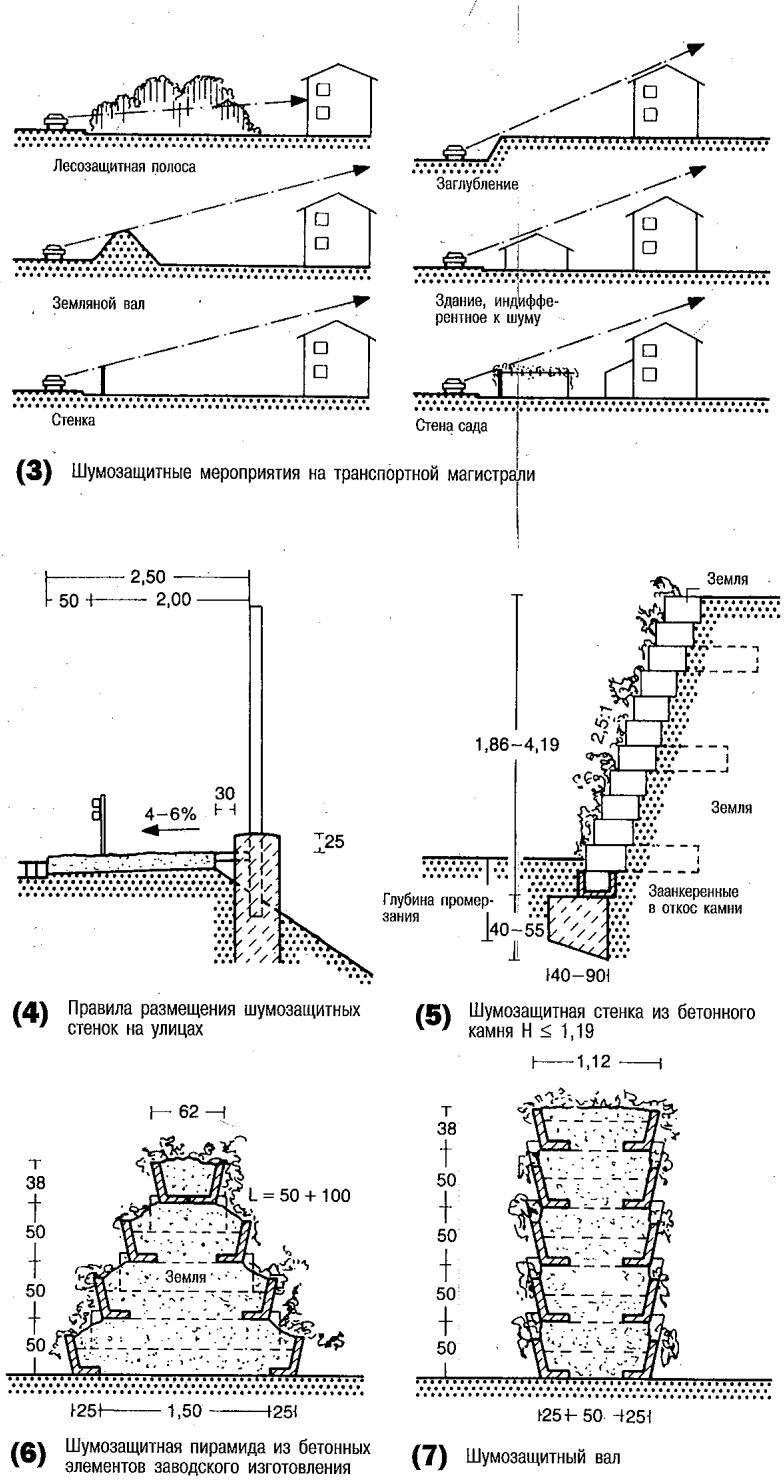 Лесозащитная полоса
Заглубление
Земляной вал
Здание, индиффе-
рентное к шуму
Стенка
Стена сада
(3) Шумозащитные мероприятия на транспортной магистрали
2,50
50
2,00
30
4–6%
25
(4) Правила размещения шумозащитных
стенок на улицах
Земля
1,86–4,19
2,5:1
Земля
Глубина промер-
зания
40–55
Заанкеренные
в откос камни
40–90
(5) Шумозащитная стенка из бетонного
камня H ≤ 1,19
62
38
50
50
50
L = 50 + 100
Земля
25
1,50
25
(6) Шумозащитная пирамида из бетонных
элементов заводского изготовления
1,12
38
50
50
50
50
25 50 25
(7) Шумозащитный вал